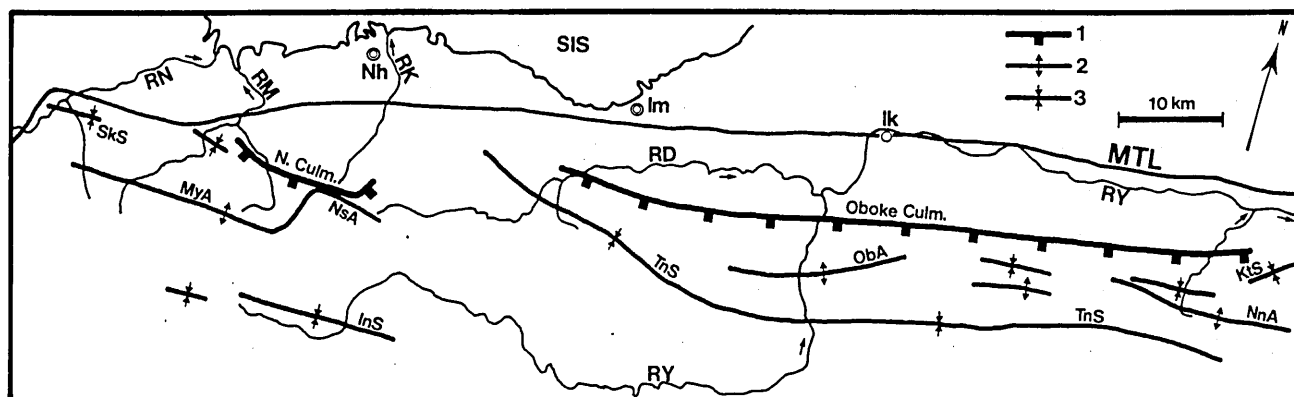 SIS
1
N
2
3
10 km
RN
RM
Nh
RK
Im
SkS
Ik
MTL
N. Culm.
RD
RY
MyA
NsA
Oboke Culm.
ObA
TnS
KtS
InS
TnS
NnA
RY